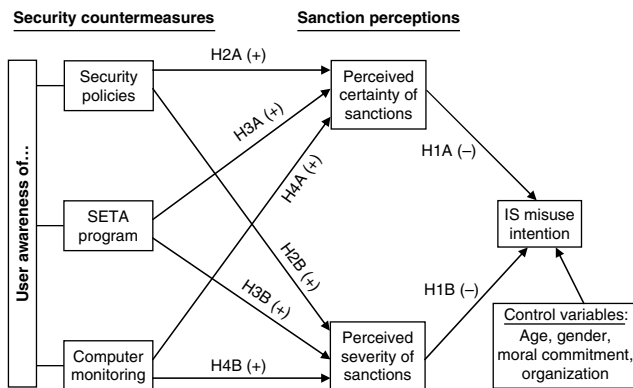 Security countermeasures
Sanction perceptions
User awareness of...
Security
policies
SETA
program
Computer
monitoring
H2A (+)
H3A (+)
H4A (+)
H2B (+)
H3B (+)
H4B (+)
Perceived
certainty of
sanctions
Perceived
severity of
sanctions
H1A (–)
H1B (–)
IS misuse
intention
Control variables:
Age, gender,
moral commitment,
organization